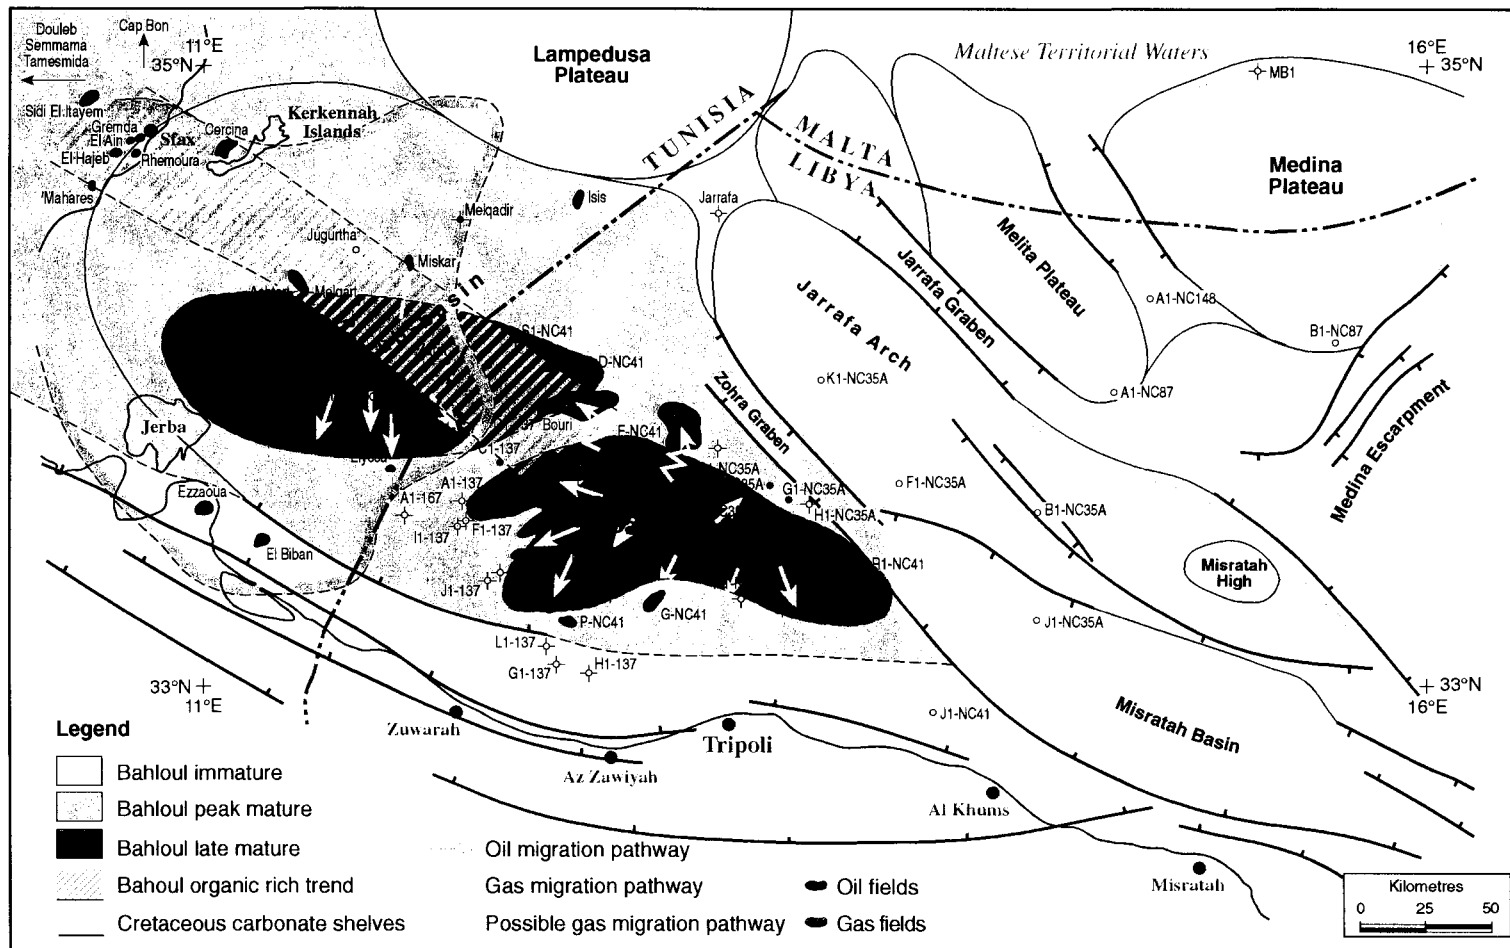 Douleb
Semmama
Tamesmida
Cap Bon
11°E
35°N
Lampedusa
Plateau
Maltese Territorial Waters
16°E
35°N
MB1
Sidi El Itayem
Gremda
El Ain
El Hajeb
Rhemoura
Sfax
Cercina
Kerkennah
Islands
Mahares
TUNISIA
MALTA
LIBYA
Medina
Plateau
Isis
Jarrafa
Melqadir
Jugurtha
Miskar
Melita Plateau
Jarrafa Graben
Jarrafa Arch
A1-NC148
B1-NC87
K1-NC35A
A1-NC87
Zohra Graben
Medina Escarpment
D-NC41
Bouri
F-NC41
Jerba
C1-137
A1-137
A1-167
I1-137
F1-137
Ezzaoua
El Biban
J1-137
G1-NC35A
H1-NC35A
F1-NC35A
B1-NC35A
B1-NC41
Misratah
High
P-NC41
G-NC41
L1-137
G1-137
H1-137
J1-NC35A
33°N
11°E
33°N
16°E
J1-NC41
Misratah Basin
Zuwarah
Tripoli
Az Zawiyah
Al Khums
Misratah
Legend
Bahloul immature
Bahloul peak mature
Bahloul late mature
Bahoul organic rich trend
Cretaceous carbonate shelves
Oil migration pathway
Gas migration pathway
Possible gas migration pathway
Oil fields
Gas fields
Kilometres
0 25 50